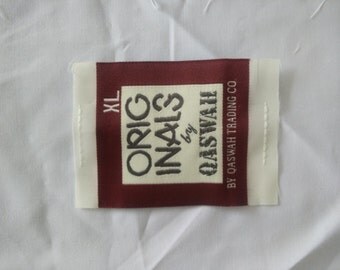 XL
ORIG
INALS
by
QASWAH
BY QASWAH TRADING CO.